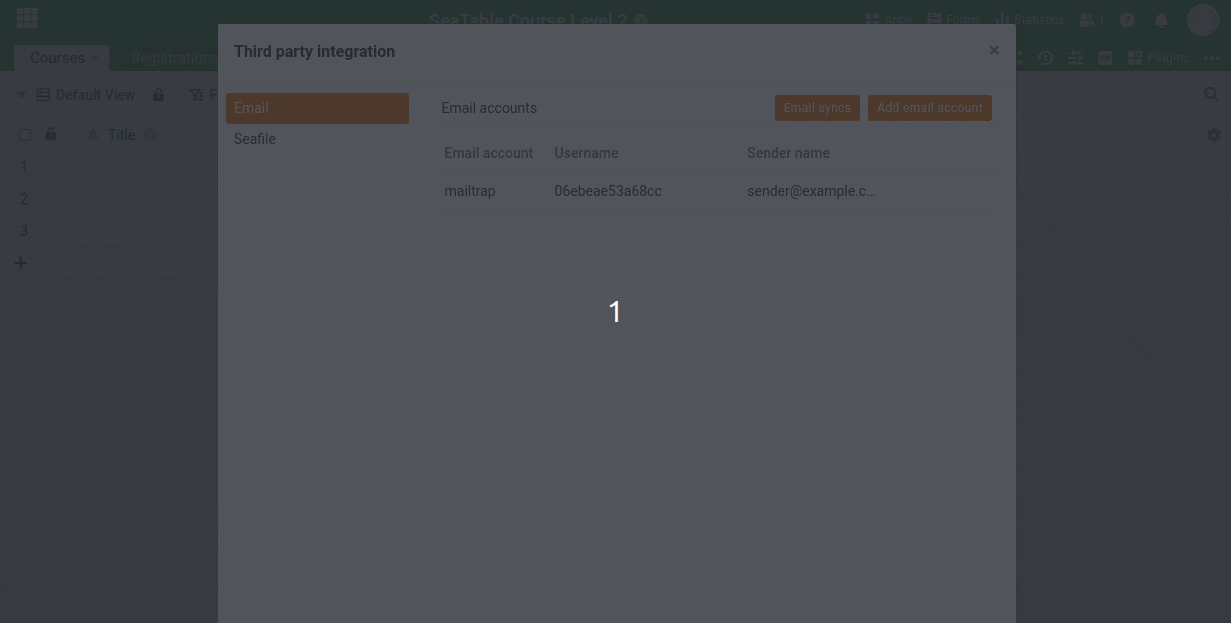 SeaTable Course Level 2
Apps
Forms
Statistics
1
Courses
Registrations
Plugins
Default View
F
Title
1
2
3
Third party integration
Email
Seafile
Email accounts
Email syncs
Add email account
Email account Username Sender name
mailtrap 06ebeae53a68cc sender@example.c...
1